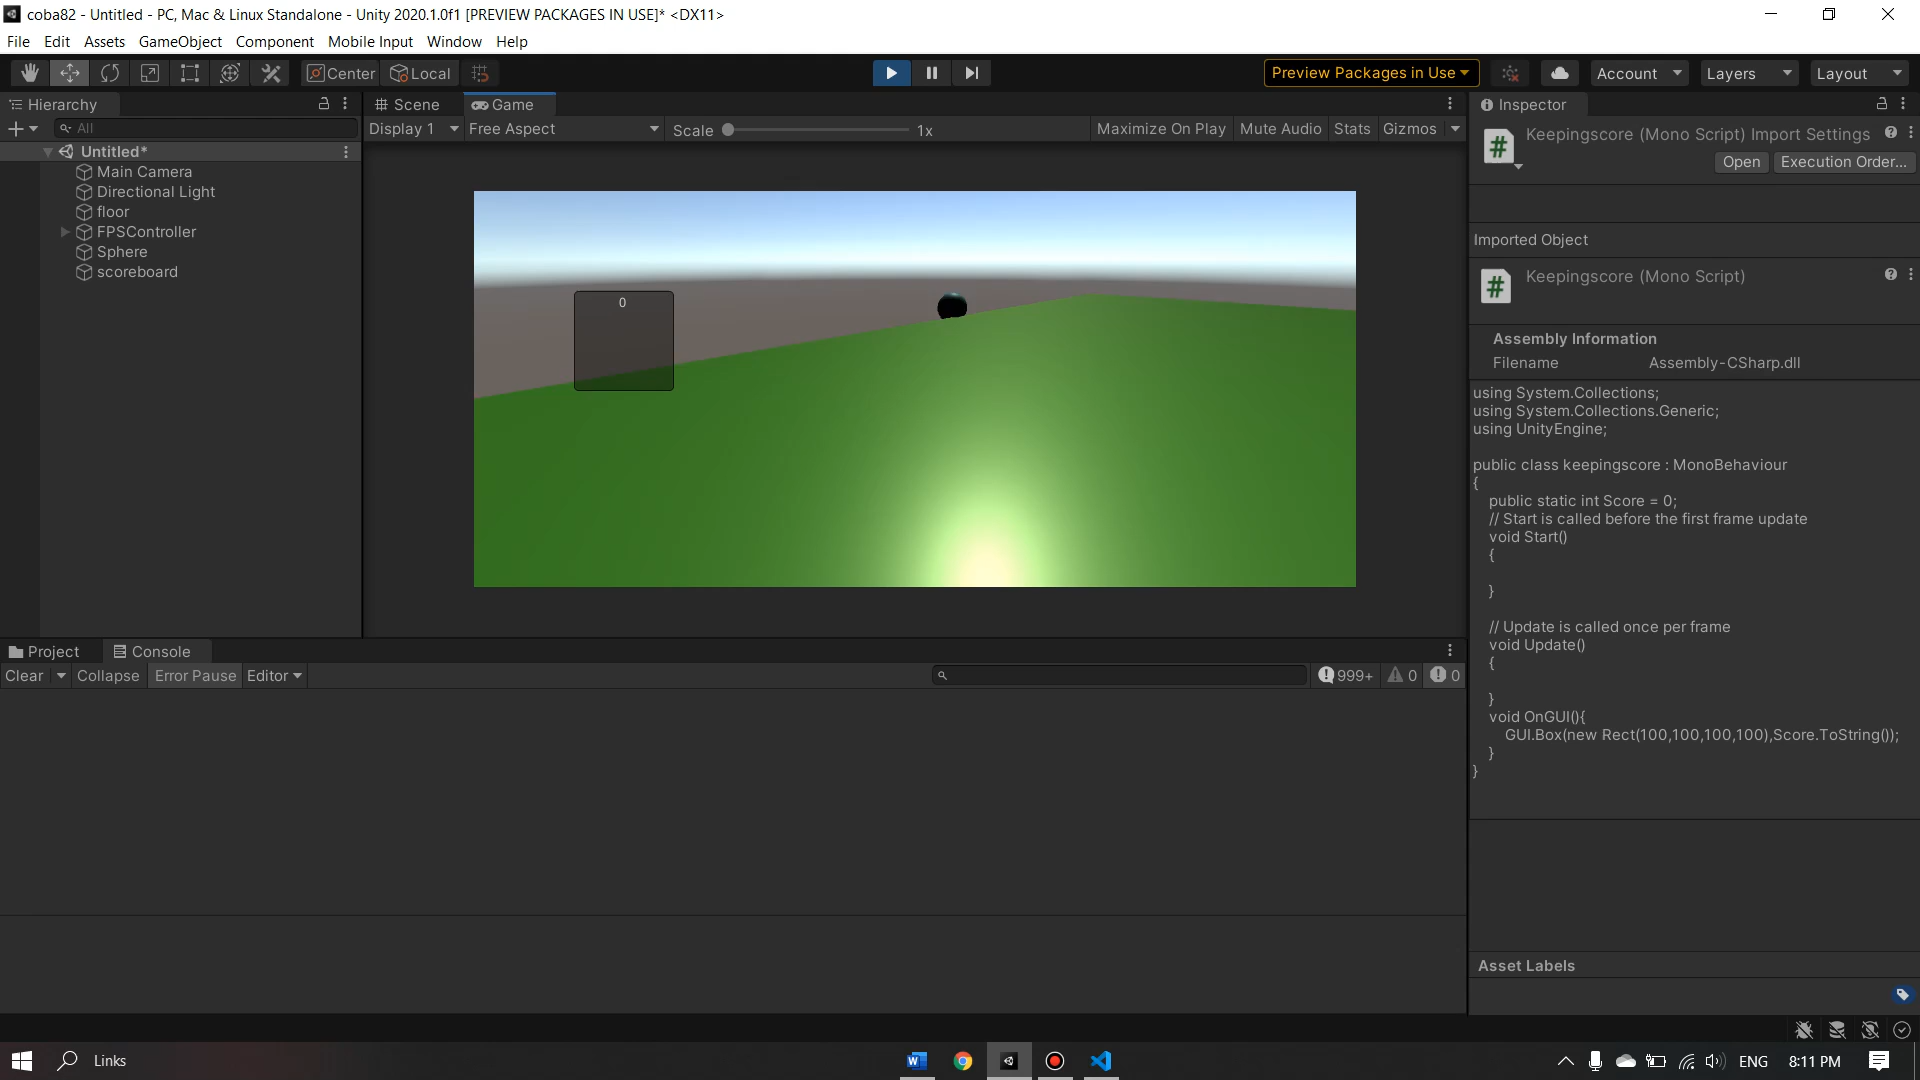 coba82 - Untitled - PC, Mac & Linux Standalone - Unity 2020.1.0f1 [PREVIEW PACKAGES IN USE]* <DX11>
File Edit Assets GameObject Component Mobile Input Window Help
Center Local
Preview Packages in Use Account Layers Layout
Hierarchy
All
Untitled*
Main Camera
Directional Light
floor
FPSController
Sphere
scoreboard
Scene Game
Display 1 Free Aspect Scale 1x Maximize On Play Mute Audio Stats Gizmos
0
Project Console
Clear Collapse Error Pause Editor 999+ 0 0
Inspector
Keepingscore (Mono Script) Import Settings
Open Execution Order...
Imported Object
Keepingscore (Mono Script)
Assembly Information
Filename Assembly-CSharp.dll
using System.Collections;
using System.Collections.Generic;
using UnityEngine;
public class keepingscore : MonoBehaviour
{
public static int Score = 0;
// Start is called before the first frame update
void Start()
{
}
// Update is called once per frame
void Update()
{
}
void OnGUI(){
GUI.Box(new Rect(100,100,100,100),Score.ToString());
}
}
Asset Labels
Links
ENG 8:11 PM